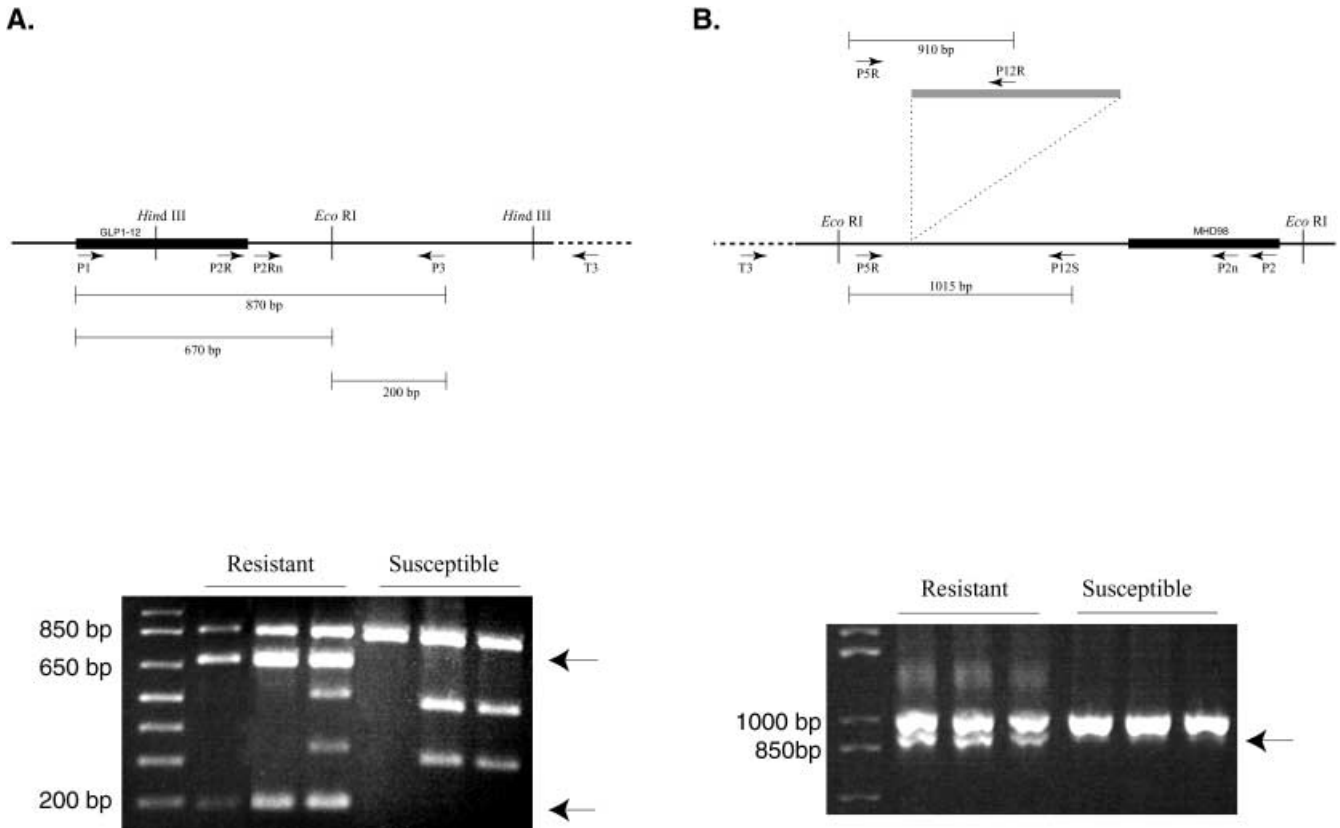 A.
Hind III
Eco RI
Hind III
GLP1-12
P1
P2R
P2Rn
P3
T3
870 bp
670 bp
200 bp
Resistant
Susceptible
850 bp
650 bp
200 bp
B.
910 bp
P5R
P12R
Eco RI
MHD98
Eco RI
T3
P5R
P12S
P2n
P2
1015 bp
Resistant
Susceptible
1000 bp
850bp